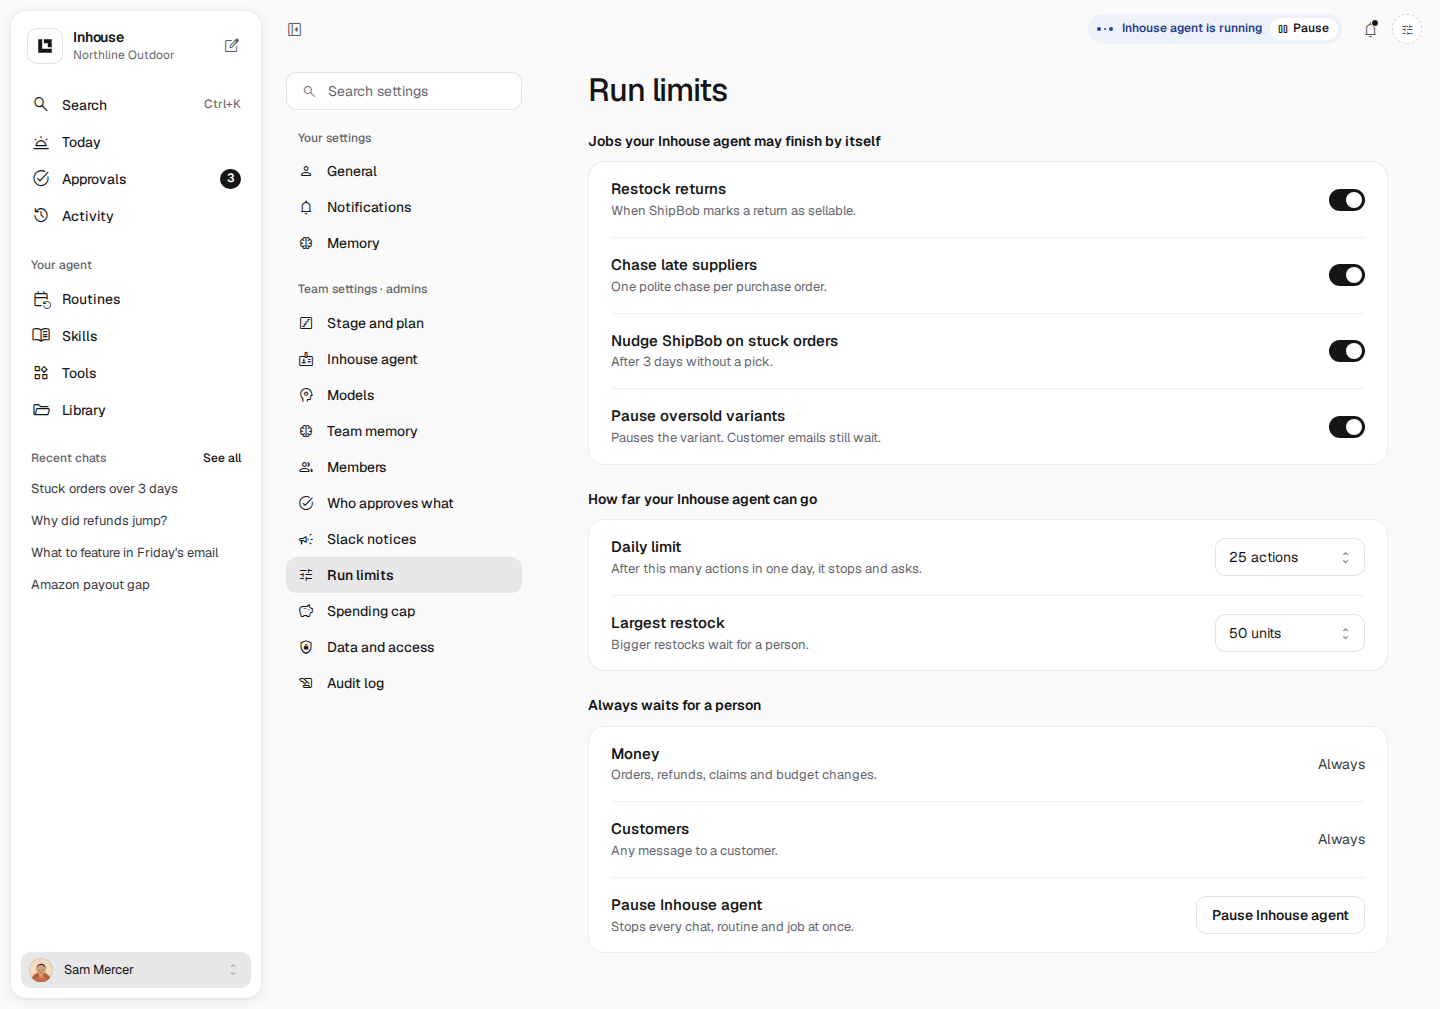 Inhouse
Northline Outdoor
Search
Ctrl+K
Today
Approvals
3
Activity
Your agent
Routines
Skills
Tools
Library
Recent chats
See all
Stuck orders over 3 days
Why did refunds jump?
What to feature in Friday's email
Amazon payout gap
Sam Mercer
Search settings
Your settings
General
Notifications
Memory
Team settings · admins
Stage and plan
Inhouse agent
Models
Team memory
Members
Who approves what
Slack notices
Run limits
Spending cap
Data and access
Audit log
Inhouse agent is running
Pause
Run limits
Jobs your Inhouse agent may finish by itself
Restock returns
When ShipBob marks a return as sellable.
Chase late suppliers
One polite chase per purchase order.
Nudge ShipBob on stuck orders
After 3 days without a pick.
Pause oversold variants
Pauses the variant. Customer emails still wait.
How far your Inhouse agent can go
Daily limit
After this many actions in one day, it stops and asks.
25 actions
Largest restock
Bigger restocks wait for a person.
50 units
Always waits for a person
Money
Orders, refunds, claims and budget changes.
Always
Customers
Any message to a customer.
Always
Pause Inhouse agent
Stops every chat, routine and job at once.
Pause Inhouse agent